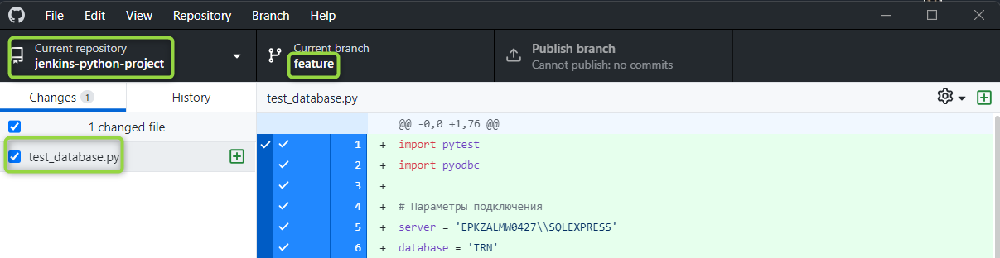 File Edit View Repository Branch Help
Current repository
jenkins-python-project
Current branch
feature
Publish branch
Cannot publish: no commits
Changes 1
History
1 changed file
test_database.py
test_database.py
@@ -0,0 +1,76 @@
1 + import pytest
2 + import pyodbc
3 +
4 + # Параметры подключения
5 + server = 'EPKZALMW0427\\SQLEXPRESS'
6 + database = 'TRN'